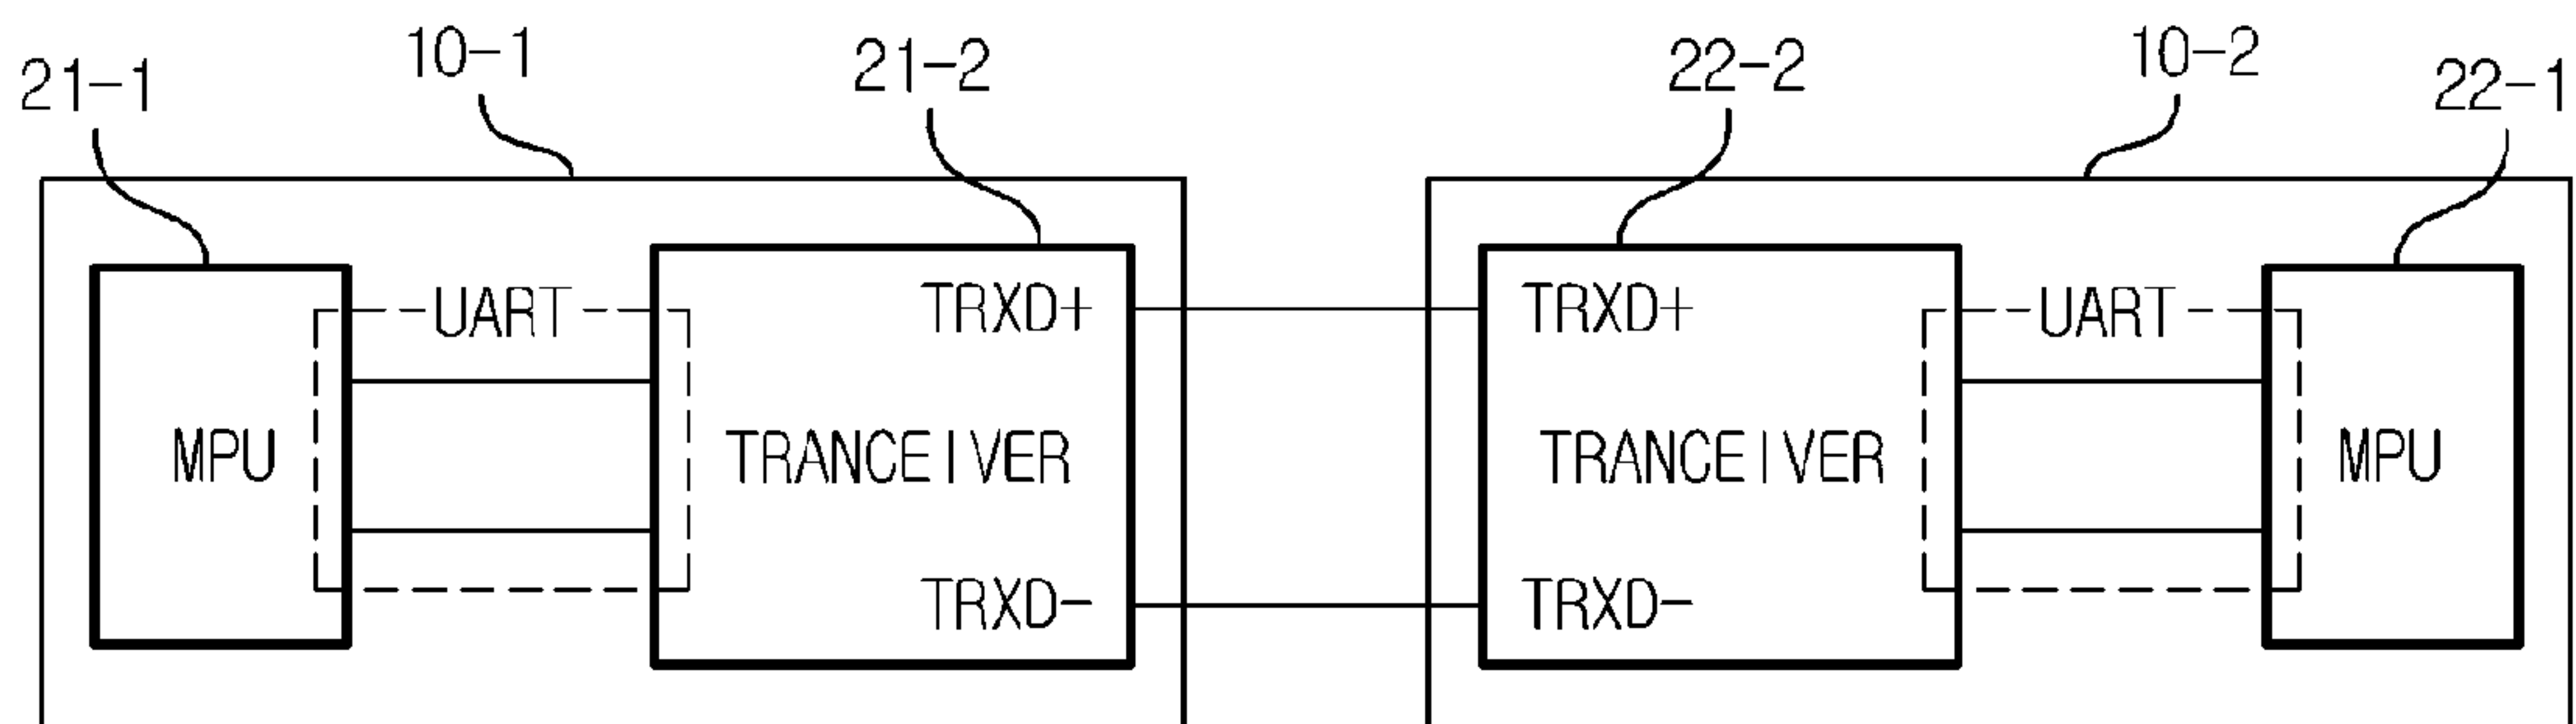 21-1
10-1
21-2
22-2
10-2
22-1
UART
TRXD+
TRXD+
UART
MPU
TRANCEIVER
TRANCEIVER
MPU
TRXD-
TRXD-